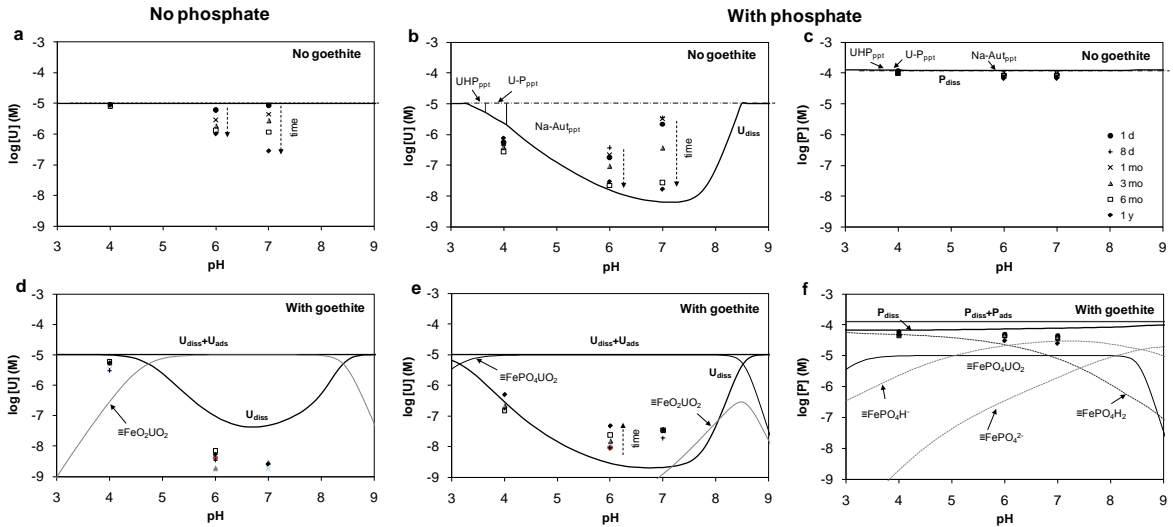 No phosphate
With phosphate
a
No goethite
log[U] (M)
-3
-4
-5
-6
-7
-8
-9
time
3 4 5 6 7 8 9
pH
b
No goethite
log[U] (M)
-3
-4
-5
-6
-7
-8
-9
UHPppt
U-Pppt
Na-Autppt
Udiss
time
3 4 5 6 7 8 9
pH
c
No goethite
log[P] (M)
-3
-4
-5
-6
-7
-8
-9
UHPppt
U-Pppt
Na-Autppt
Pdiss
1 d
8 d
1 mo
3 mo
6 mo
1 y
3 4 5 6 7 8 9
pH
d
With goethite
log[U] (M)
-3
-4
-5
-6
-7
-8
-9
Udiss+Uads
Udiss
≡FeO2UO2
3 4 5 6 7 8 9
pH
e
With goethite
log[U] (M)
-3
-4
-5
-6
-7
-8
-9
Udiss+Uads
≡FePO4UO2
Udiss
≡FeO2UO2
time
3 4 5 6 7 8 9
pH
f
With goethite
log[P] (M)
-3
-4
-5
-6
-7
-8
-9
Pdiss
Pdiss+Pads
≡FePO4UO2
≡FePO4H-
≡FePO4H2
≡FePO42-
3 4 5 6 7 8 9
pH